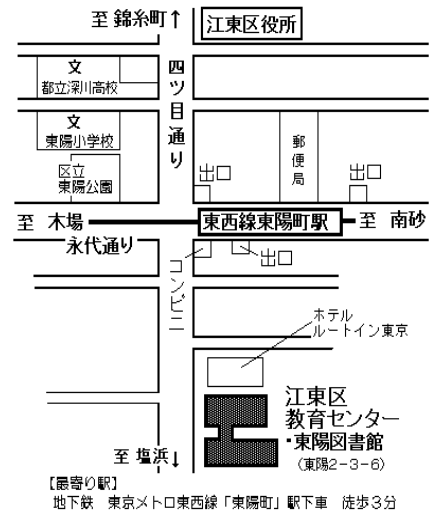 至 錦糸町↑
江東区役所
文
都立深川高校
四ツ目通り
文
東陽小学校
区立
東陽公園
郵便局
出口
出口
至 木場
東西線東陽町駅
至 南砂
永代通り
コンビニ
出口
ホテル
ルートイン東京
江東区
教育センター
・東陽図書館
(東陽2-3-6)
至 塩浜↓
【最寄り駅】
地下鉄 東京メトロ東西線「東陽町」駅下車 徒歩3分